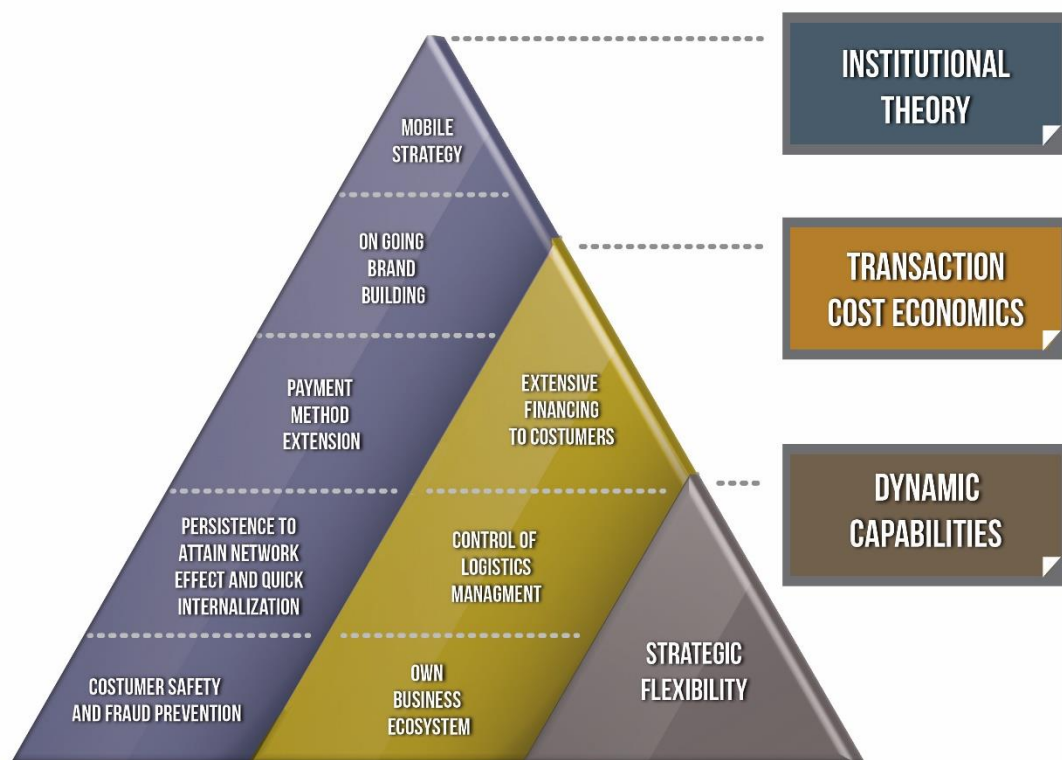 INSTITUTIONAL
THEORY
MOBILE
STRATEGY
ON GOING
BRAND
BUILDING
TRANSACTION
COST ECONOMICS
PAYMENT
METHOD
EXTENSION
EXTENSIVE
FINANCING
TO COSTUMERS
DYNAMIC
CAPABILITIES
PERSISTENCE TO
ATTAIN NETWORK
EFFECT AND QUICK
INTERNALIZATION
CONTROL OF
LOGISTICS
MANAGMENT
STRATEGIC
FLEXIBILITY
COSTUMER SAFETY
AND FRAUD PREVENTION
OWN
BUSINESS
ECOSYSTEM